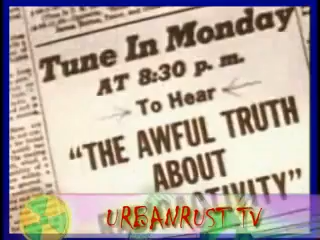 Tune In Monday
AT 8:30 p. m.
To Hear
"THE AWFUL TRUTH
ABOUT
URBANRUST TV